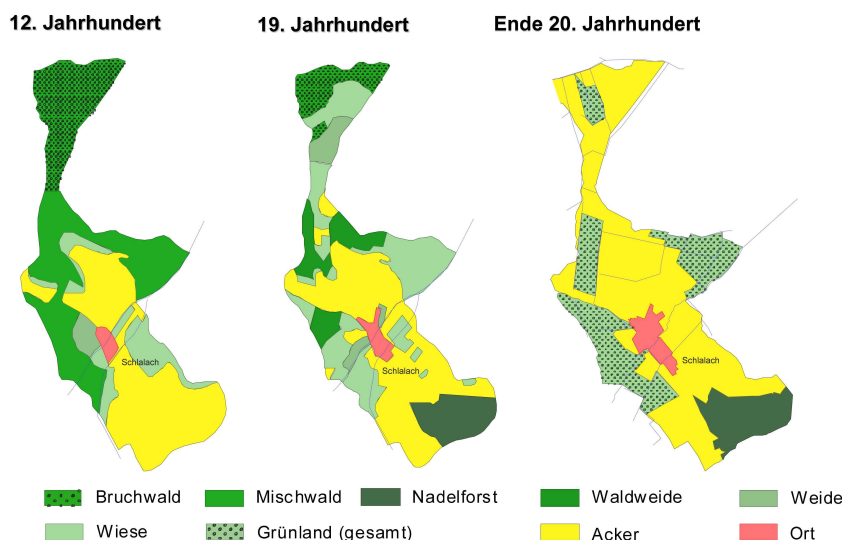 12. Jahrhundert
19. Jahrhundert
Ende 20. Jahrhundert
Schlalach
Schlalach
Schlalach
Bruchwald
Mischwald
Nadelforst
Waldweide
Weide
Wiese
Grünland (gesamt)
Acker
Ort